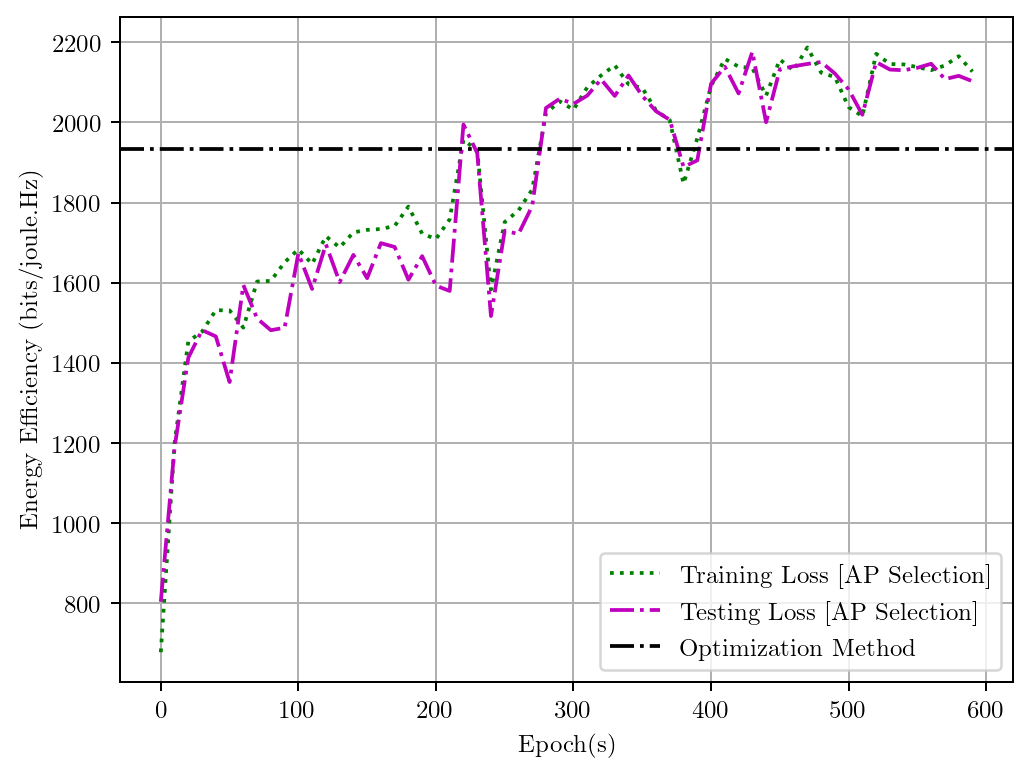 2200
2000
1800
1600
1400
1200
1000
800
Energy Efficiency (bits/joule.Hz)
Training Loss [AP Selection]
Testing Loss [AP Selection]
Optimization Method
0 100 200 300 400 500 600
Epoch(s)